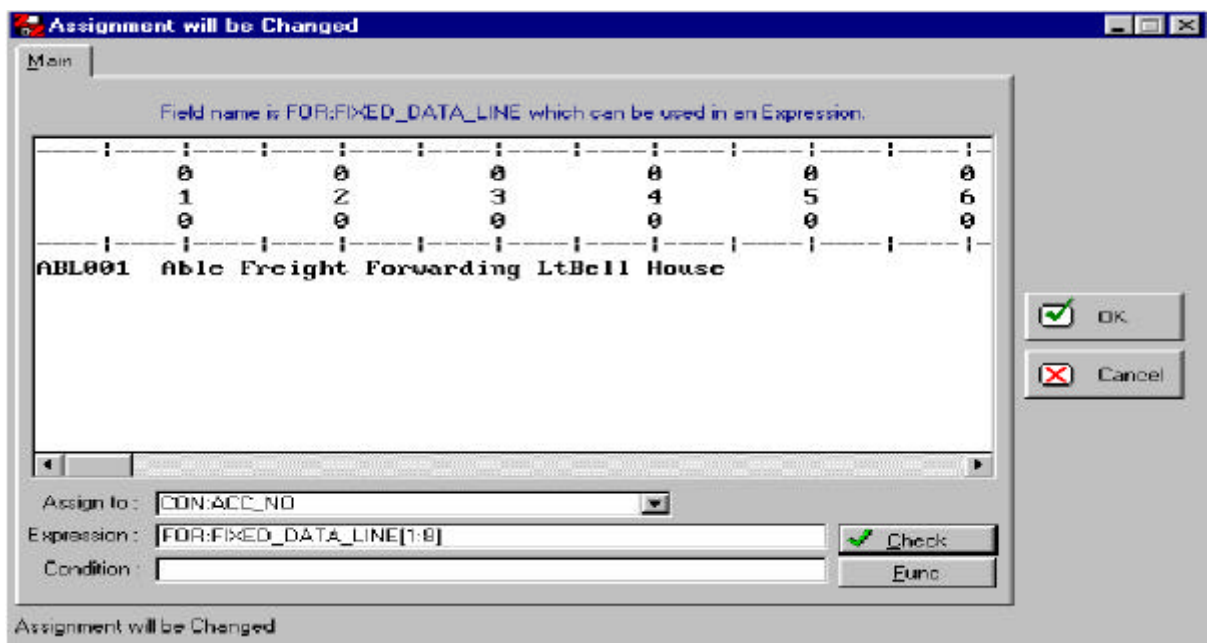 Assignment will be Changed
Main
Field name is FOR:FIXED_DATA_LINE which can be used in an Expression.
----¦----¦----¦----¦----¦----¦----¦----¦----¦----¦----¦----¦-
0 0 0 0 0 0
1 2 3 4 5 6
0 0 0 0 0 0
----¦----¦----¦----¦----¦----¦----¦----¦----¦----¦----¦----¦-
ABL001 Able Freight Forwarding LtBell House
OK
Cancel
Assign to : CON:ACC_NO
Expression : FOR:FIXED_DATA_LINE[1:8]
Check
Condition :
Func
Assignment will be Changed